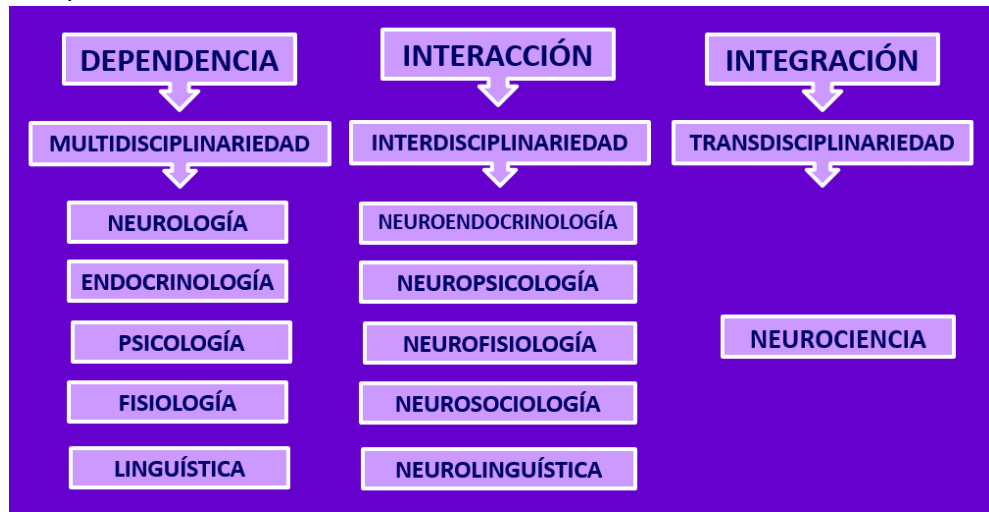 DEPENDENCIA
MULTIDISCIPLINARIEDAD
NEUROLOGÍA
ENDOCRINOLOGÍA
PSICOLOGÍA
FISIOLOGÍA
LINGUÍSTICA
INTERACCIÓN
INTERDISCIPLINARIEDAD
NEUROENDOCRINOLOGÍA
NEUROPSICOLOGÍA
NEUROFISIOLOGÍA
NEUROSOCIOLOGÍA
NEUROLINGUÍSTICA
INTEGRACIÓN
TRANSDISCIPLINARIEDAD
NEUROCIENCIA